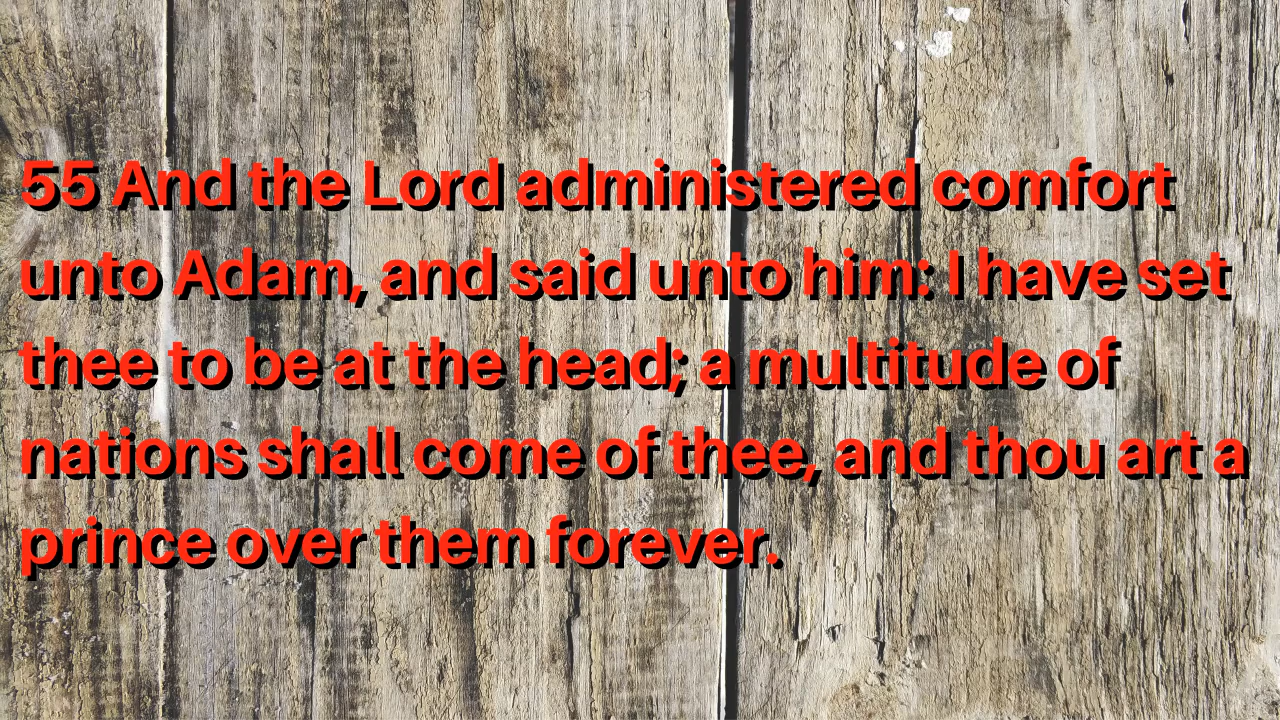 55 And the Lord administered comfort
unto Adam, and said unto him: I have set
thee to be at the head; a multitude of
nations shall come of thee, and thou art a
prince over them forever.